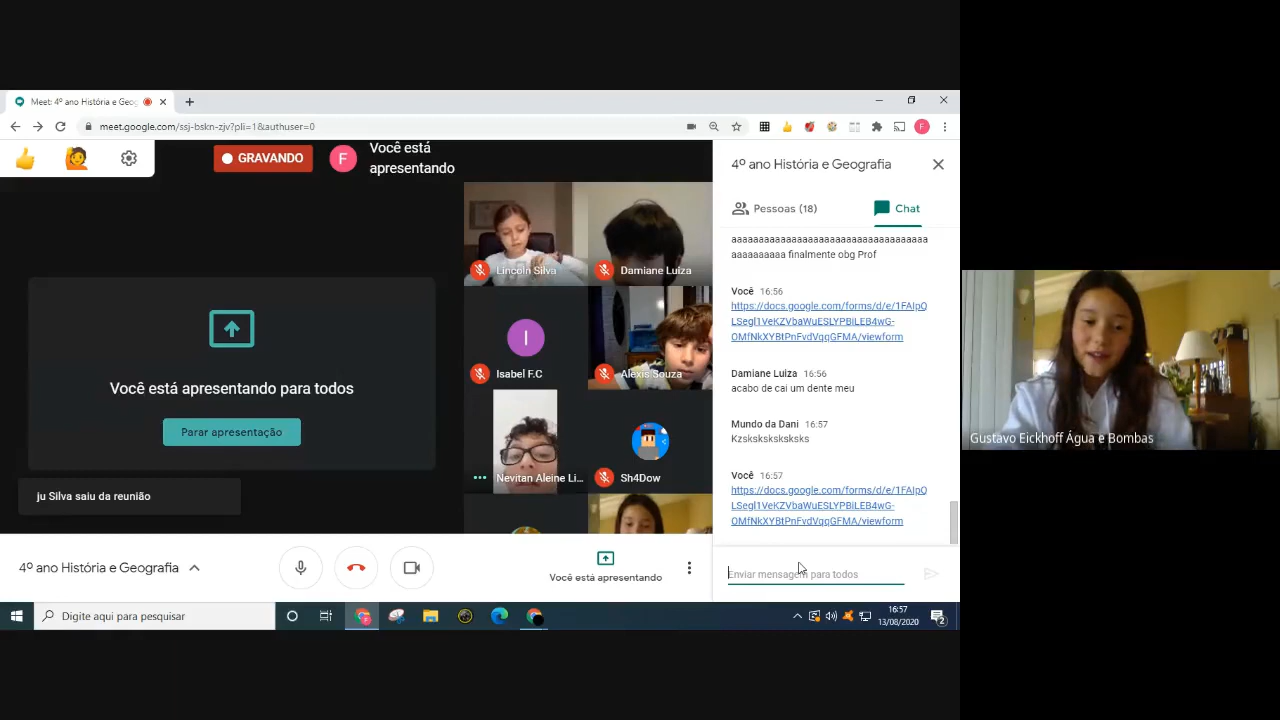 Meet: 4º ano História e Geog
meet.google.com/ssj-bskn-zjv?pli=1&authuser=0
F
GRAVANDO
F
Você está
apresentando
4º ano História e Geografia
Pessoas (18)
Chat
aaaaaaaaaa finalmente obg Prof
Você 16:56
https://docs.google.com/forms/d/e/1FAIpQ
LSegl1VeKZVbaWuESLYPBiLEB4wG-
OMfNkXYBtPnFvdVqgGFMA/viewform
Damiane Luiza 16:56
acabo de cai um dente meu
Mundo da Dani 16:57
Kzsksksksksksks
Você 16:57
https://docs.google.com/forms/d/e/1FAIpQ
LSegl1VeKZVbaWuESLYPBiLEB4wG-
OMfNkXYBtPnFvdVqgGFMA/viewform
Enviar mensagem para todos
Lincoln Silva
Damiane Luiza
I
Isabel F.C
Alexis Souza
Nevitan Aleine Li...
Sh4Dow
Você está apresentando para todos
Parar apresentação
ju Silva saiu da reunião
4º ano História e Geografia
Você está apresentando
Digite aqui para pesquisar
16:57
13/08/2020
2
Gustavo Eickhoff Água e Bombas